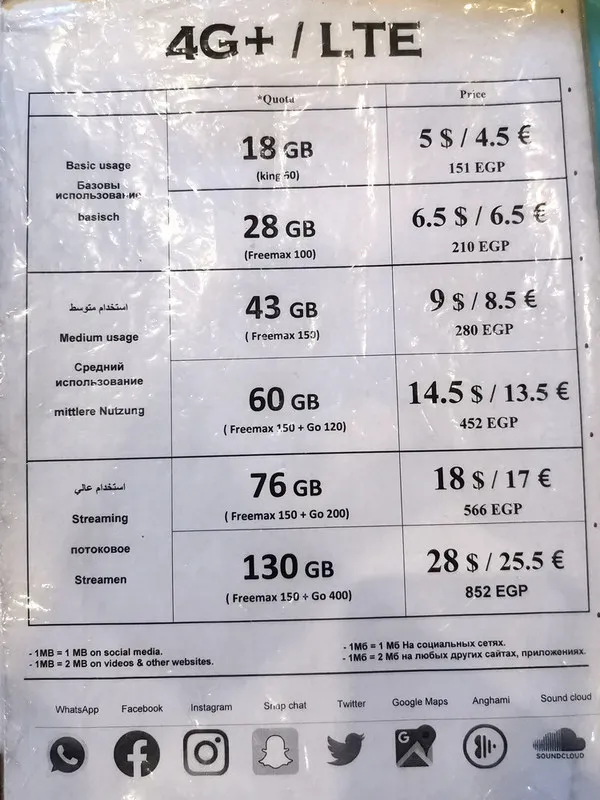 4G+ / LTE
*Quota
Price
Basic usage
Базовы
использование
basisch
18 GB
(king 60)
5 $ / 4.5 €
151 EGP
28 GB
(Freemax 100)
6.5 $ / 6.5 €
210 EGP
استخدام متوسط
Medium usage
Средний
использование
mittlere Nutzung
43 GB
( Freemax 150)
9 $ / 8.5 €
280 EGP
60 GB
( Freemax 150 + Go 120)
14.5 $ / 13.5 €
452 EGP
استخدام عالي
Streaming
потоковое
Streamen
76 GB
( Freemax 150 + Go 200)
18 $ / 17 €
566 EGP
130 GB
( Freemax 150 + Go 400)
28 $ / 25.5 €
852 EGP
- 1MB = 1 MB on social media.
- 1MB = 2 MB on videos & other websites.
- 1Мб = 1 Мб На социальных сетях.
- 1Мб = 2 Мб на любых других сайтах, приложениях.
WhatsApp
Facebook
Instagram
Snap chat
Twitter
Google Maps
Anghami
Sound cloud
SOUNDCLOUD